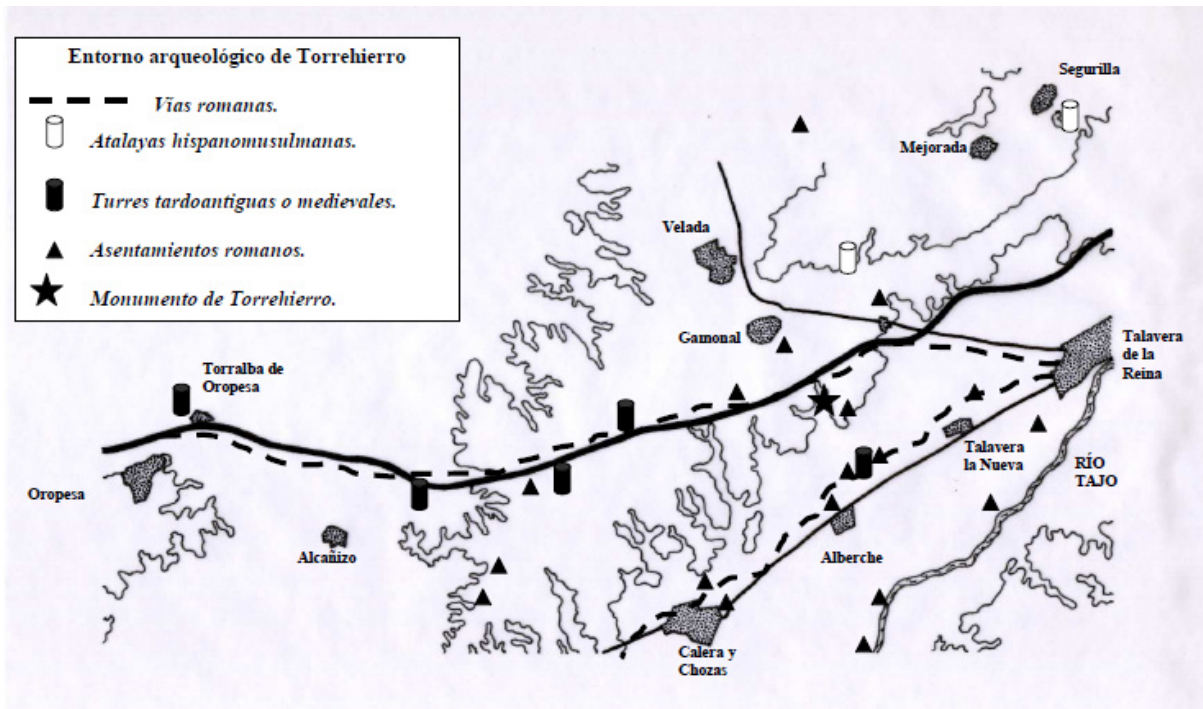 Entorno arqueológico de Torrehierro
Vías romanas.
Atalayas hispanomusulmanas.
Turres tardoantiguas o medievales.
Asentamientos romanos.
Monumento de Torrehierro.
Segurilla
Mejorada
Velada
Gamonal
Talavera
de la
Reina
Torralba de
Oropesa
Oropesa
Alcañizo
Talavera
la Nueva
RÍO
TAJO
Alberche
Calera y
Chozas